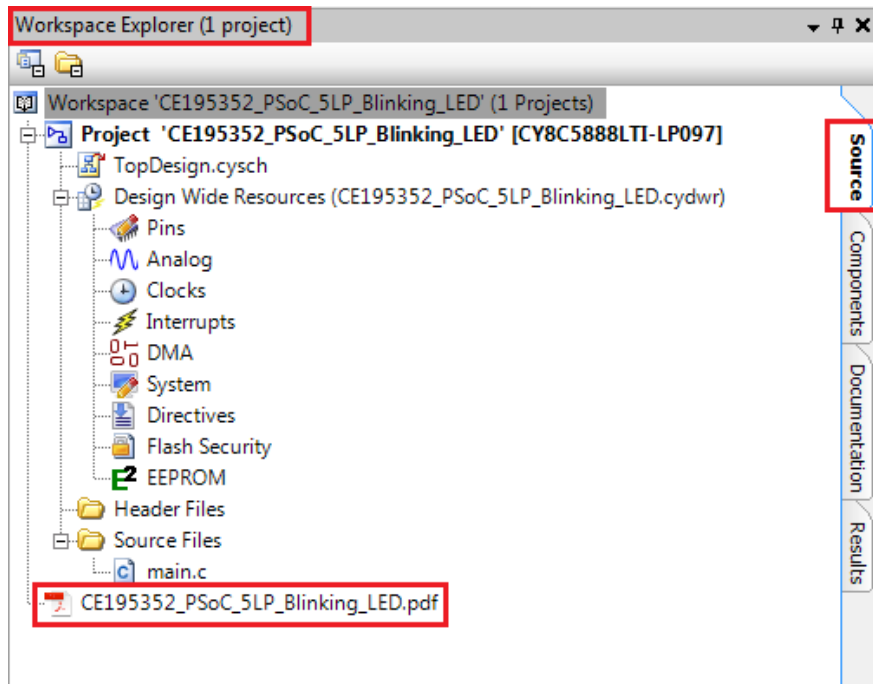 Workspace Explorer (1 project)
Workspace 'CE195352_PSoC_5LP_Blinking_LED' (1 Projects)
Project 'CE195352_PSoC_5LP_Blinking_LED' [CY8C5888LTI-LP097]
TopDesign.cysch
Design Wide Resources (CE195352_PSoC_5LP_Blinking_LED.cydwr)
Pins
Analog
Clocks
Interrupts
DMA
System
Directives
Flash Security
EEPROM
Header Files
Source Files
main.c
CE195352_PSoC_5LP_Blinking_LED.pdf
Source
Components
Documentation
Results